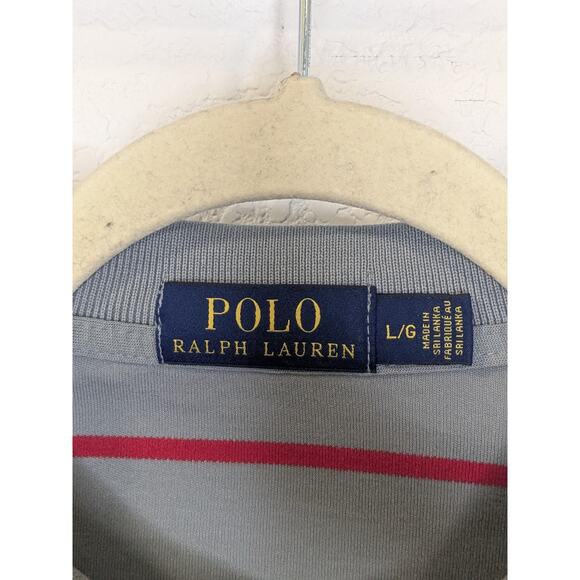 POLO
RALPH LAUREN
L/G
MADE IN
SRI LANKA
FABRIQUÉ AU
SRI LANKA